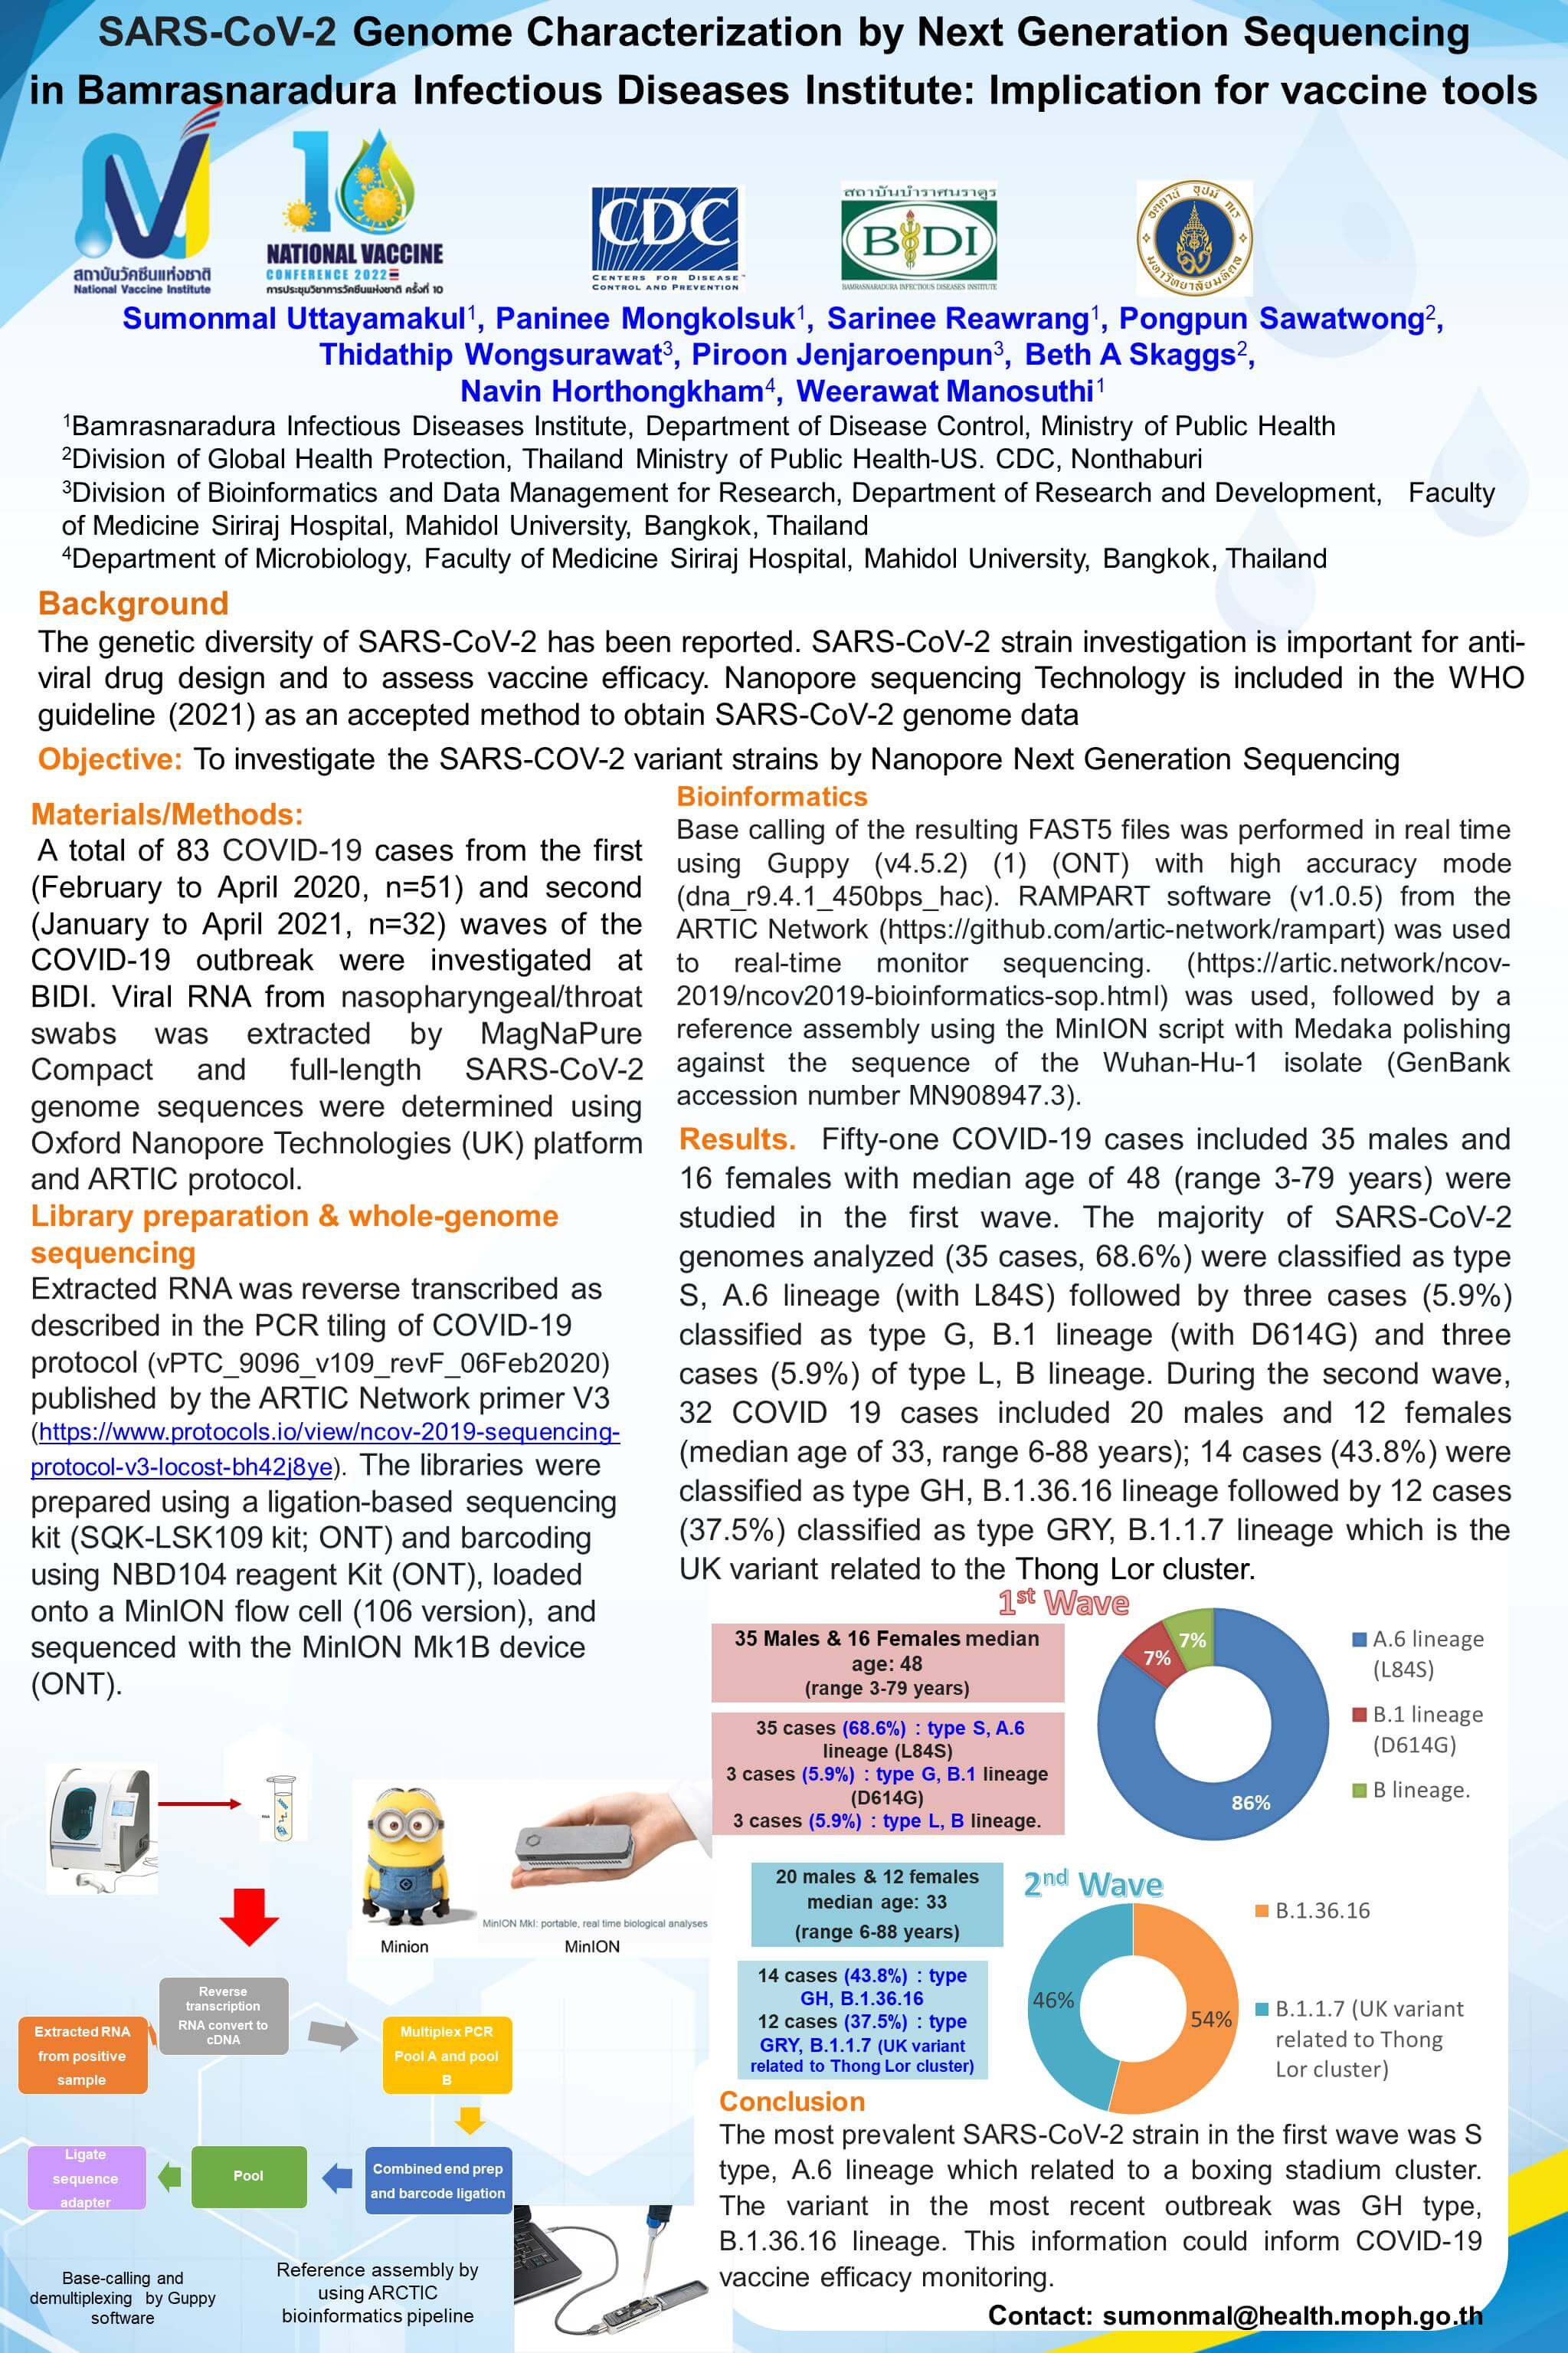 SARS-CoV-2 Genome Characterization by Next Generation Sequencing
in Bamrasnaradura Infectious Diseases Institute: Implication for vaccine tools
สถาบันวัคซีนแห่งชาติ
National Vaccine Institute
10
NATIONAL VACCINE
CONFERENCE 2022
การประชุมวิชาการวัคซีนแห่งชาติ ครั้งที่ 10
CDC
CENTERS FOR DISEASE
CONTROL AND PREVENTION
สถาบันบำราศนราดูร
BIDI
BAMRASNARADURA INFECTIOUS DISEASES INSTITUTE
อตฺตานํ อุปมํ กเร
มหาวิทยาลัยมหิดล
Sumonmal Uttayamakul1, Paninee Mongkolsuk1, Sarinee Reawrang1, Pongpun Sawatwong2,
Thidathip Wongsurawat3, Piroon Jenjaroenpun3, Beth A Skaggs2,
Navin Horthongkham4, Weerawat Manosuthi1
1Bamrasnaradura Infectious Diseases Institute, Department of Disease Control, Ministry of Public Health
2Division of Global Health Protection, Thailand Ministry of Public Health-US. CDC, Nonthaburi
3Division of Bioinformatics and Data Management for Research, Department of Research and Development, Faculty
of Medicine Siriraj Hospital, Mahidol University, Bangkok, Thailand
4Department of Microbiology, Faculty of Medicine Siriraj Hospital, Mahidol University, Bangkok, Thailand
Background
The genetic diversity of SARS-CoV-2 has been reported. SARS-CoV-2 strain investigation is important for anti-
viral drug design and to assess vaccine efficacy. Nanopore sequencing Technology is included in the WHO
guideline (2021) as an accepted method to obtain SARS-CoV-2 genome data
Objective: To investigate the SARS-COV-2 variant strains by Nanopore Next Generation Sequencing
Materials/Methods:
A total of 83 COVID-19 cases from the first
(February to April 2020, n=51) and second
(January to April 2021, n=32) waves of the
COVID-19 outbreak were investigated at
BIDI. Viral RNA from nasopharyngeal/throat
swabs was extracted by MagNaPure
Compact and full-length SARS-CoV-2
genome sequences were determined using
Oxford Nanopore Technologies (UK) platform
and ARTIC protocol.
Library preparation & whole-genome
sequencing
Extracted RNA was reverse transcribed as
described in the PCR tiling of COVID-19
protocol (vPTC_9096_v109_revF_06Feb2020)
published by the ARTIC Network primer V3
(https://www.protocols.io/view/ncov-2019-sequencing-
protocol-v3-locost-bh42j8ye). The libraries were
prepared using a ligation-based sequencing
kit (SQK-LSK109 kit; ONT) and barcoding
using NBD104 reagent Kit (ONT), loaded
onto a MinION flow cell (106 version), and
sequenced with the MinION Mk1B device
(ONT).
RNA
MinION MkI: portable, real time biological analyses
Minion
MinION
Reverse
transcription
RNA convert to
cDNA
Extracted RNA
from positive
sample
Multiplex PCR
Pool A and pool
B
Ligate
sequence
adapter
Pool
Combined end prep
and barcode ligation
Base-calling and
demultiplexing by Guppy
software
Reference assembly by
using ARCTIC
bioinformatics pipeline
Bioinformatics
Base calling of the resulting FAST5 files was performed in real time
using Guppy (v4.5.2) (1) (ONT) with high accuracy mode
(dna_r9.4.1_450bps_hac). RAMPART software (v1.0.5) from the
ARTIC Network (https://github.com/artic-network/rampart) was used
to real-time monitor sequencing. (https://artic.network/ncov-
2019/ncov2019-bioinformatics-sop.html) was used, followed by a
reference assembly using the MinION script with Medaka polishing
against the sequence of the Wuhan-Hu-1 isolate (GenBank
accession number MN908947.3).
Results. Fifty-one COVID-19 cases included 35 males and
16 females with median age of 48 (range 3-79 years) were
studied in the first wave. The majority of SARS-CoV-2
genomes analyzed (35 cases, 68.6%) were classified as type
S, A.6 lineage (with L84S) followed by three cases (5.9%)
classified as type G, B.1 lineage (with D614G) and three
cases (5.9%) of type L, B lineage. During the second wave,
32 COVID 19 cases included 20 males and 12 females
(median age of 33, range 6-88 years); 14 cases (43.8%) were
classified as type GH, B.1.36.16 lineage followed by 12 cases
(37.5%) classified as type GRY, B.1.1.7 lineage which is the
UK variant related to the Thong Lor cluster.
1st Wave
35 Males & 16 Females median
age: 48
(range 3-79 years)
35 cases (68.6%) : type S, A.6
lineage (L84S)
3 cases (5.9%) : type G, B.1 lineage
(D614G)
3 cases (5.9%) : type L, B lineage.
7%
7%
86%
A.6 lineage
(L84S)
B.1 lineage
(D614G)
B lineage.
20 males & 12 females
median age: 33
(range 6-88 years)
14 cases (43.8%) : type
GH, B.1.36.16
12 cases (37.5%) : type
GRY, B.1.1.7 (UK variant
related to Thong Lor cluster)
2nd Wave
46%
54%
B.1.36.16
B.1.1.7 (UK variant
related to Thong
Lor cluster)
Conclusion
The most prevalent SARS-CoV-2 strain in the first wave was S
type, A.6 lineage which related to a boxing stadium cluster.
The variant in the most recent outbreak was GH type,
B.1.36.16 lineage. This information could inform COVID-19
vaccine efficacy monitoring.
Contact: sumonmal@health.moph.go.th